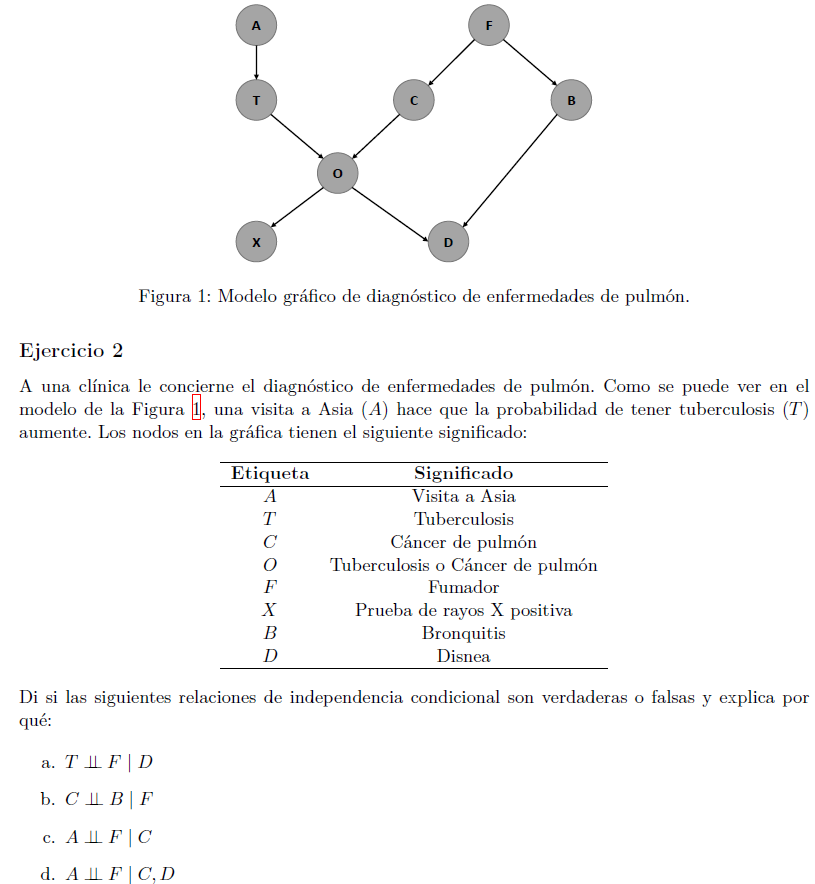 A
F
T
C
B
O
X
D
Figura 1: Modelo gráfico de diagnóstico de enfermedades de pulmón.
Ejercicio 2
A una clínica le concierne el diagnóstico de enfermedades de pulmón. Como se puede ver en el
modelo de la Figura 1, una visita a Asia (A) hace que la probabilidad de tener tuberculosis (T)
aumente. Los nodos en la gráfica tienen el siguiente significado:
Etiqueta Significado
A Visita a Asia
T Tuberculosis
C Cáncer de pulmón
O Tuberculosis o Cáncer de pulmón
F Fumador
X Prueba de rayos X positiva
B Bronquitis
D Disnea
Di si las siguientes relaciones de independencia condicional son verdaderas o falsas y explica por
qué:
a. T ⫫ F | D
b. C ⫫ B | F
c. A ⫫ F | C
d. A ⫫ F | C, D